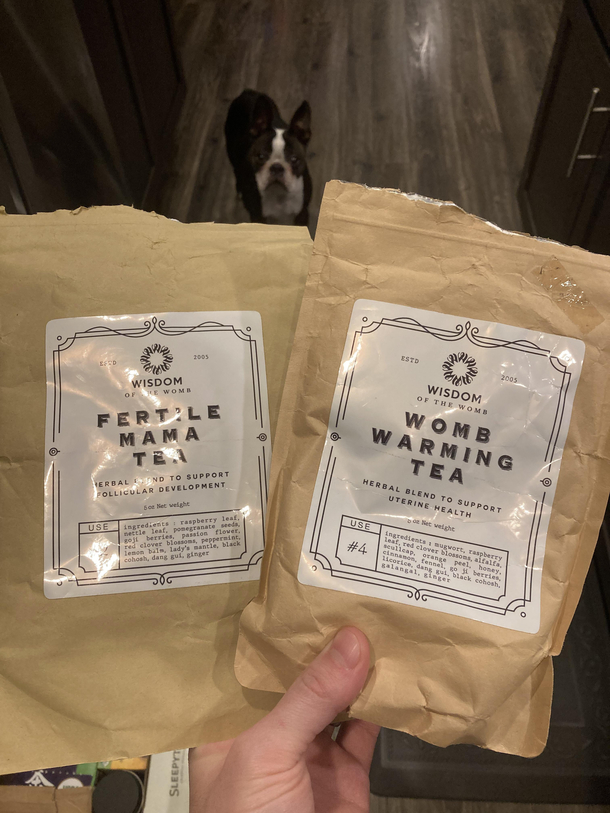 ESTD 2005
WISDOM
OF THE WOMB
FERTILE
MAMA
TEA
HERBAL BLEND TO SUPPORT
FOLLICULAR DEVELOPMENT
5 oz Net weight
USE
ingredients : raspberry leaf,
nettle leaf, pomegranate seeds,
goji berries, passion flower,
red clover blossoms, peppermint,
lemon balm, lady's mantle, black
cohosh, dang gui, ginger
ESTD 2005
WISDOM
OF THE WOMB
WOMB
WARMING
TEA
HERBAL BLEND TO SUPPORT
UTERINE HEALTH
5 oz Net weight
USE
#4
ingredients : mugwort, raspberry
leaf, red clover blossoms, alfalfa,
scullcap, orange peel, honey,
cinnamon, fennel, go ji berries,
licorice, dang gui, black cohosh,
galangal, ginger
SLEEPYT